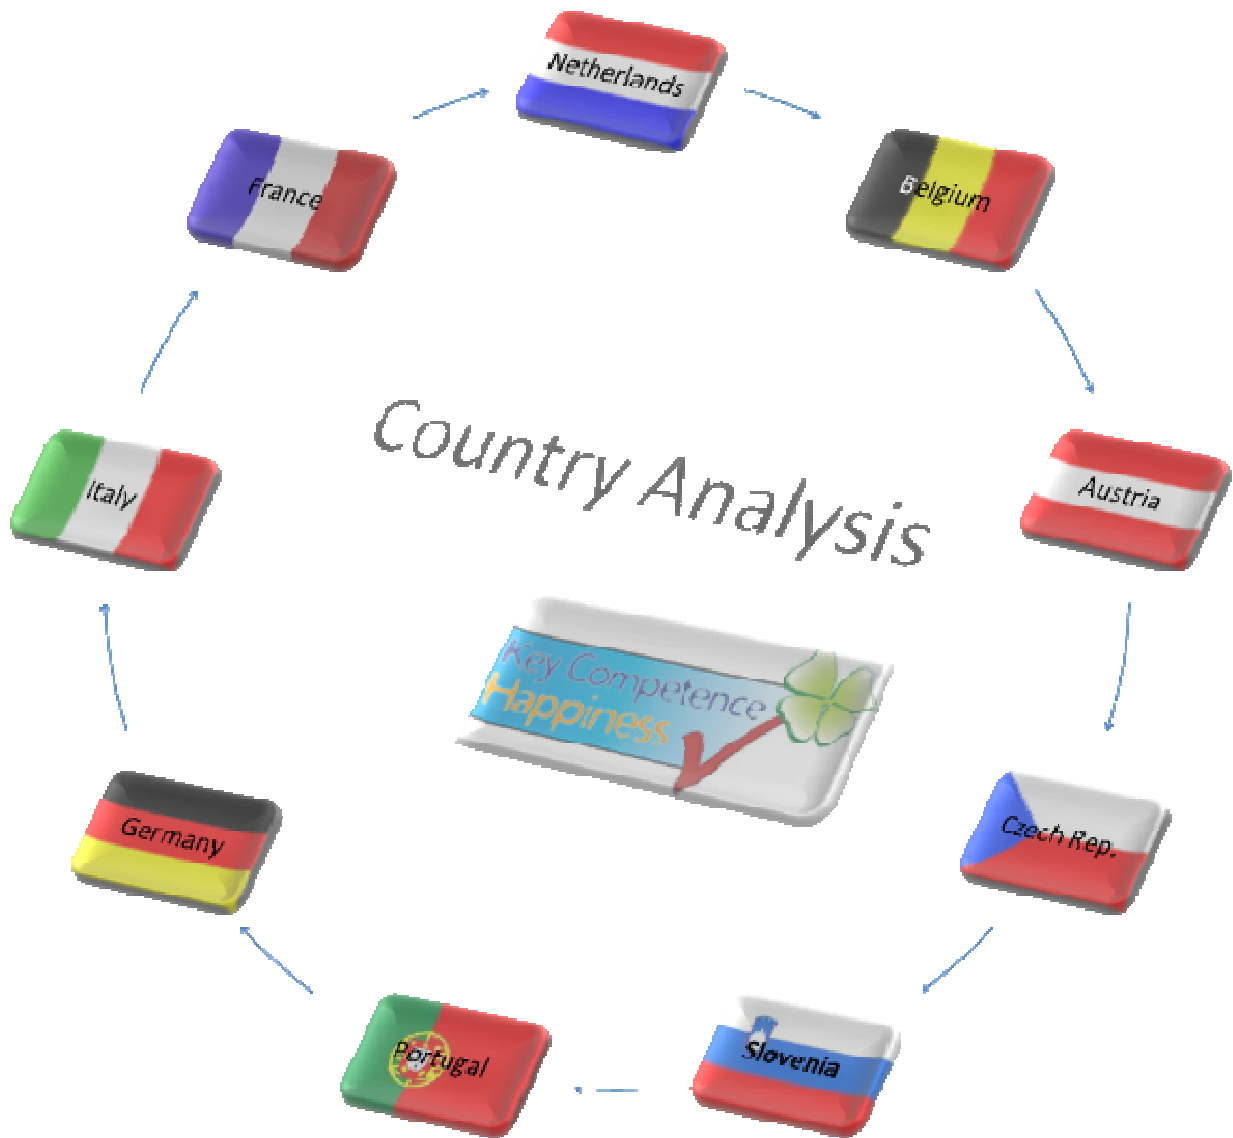 Netherlands
France
Belgium
Country Analysis
Italy
Austria
Key Competence
Happiness
Germany
Czech Rep.
Portugal
Slovenia